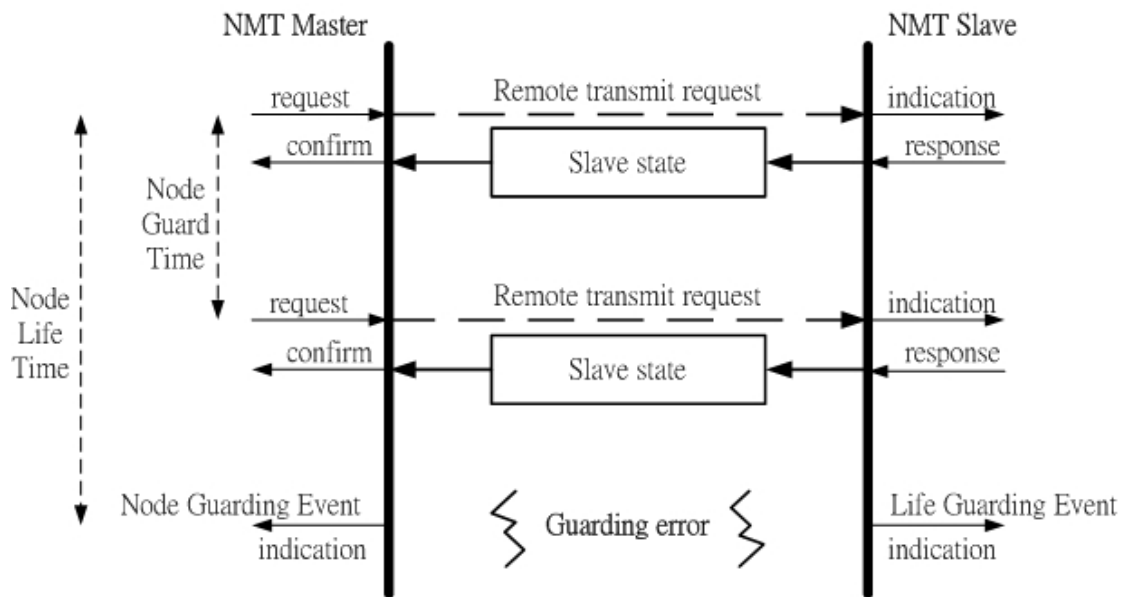 NMT Master
NMT Slave
request
Remote transmit request
indication
confirm
Slave state
response
Node
Guard
Time
Node
Life
Time
request
Remote transmit request
indication
confirm
Slave state
response
Node Guarding Event
indication
Guarding error
Life Guarding Event
indication